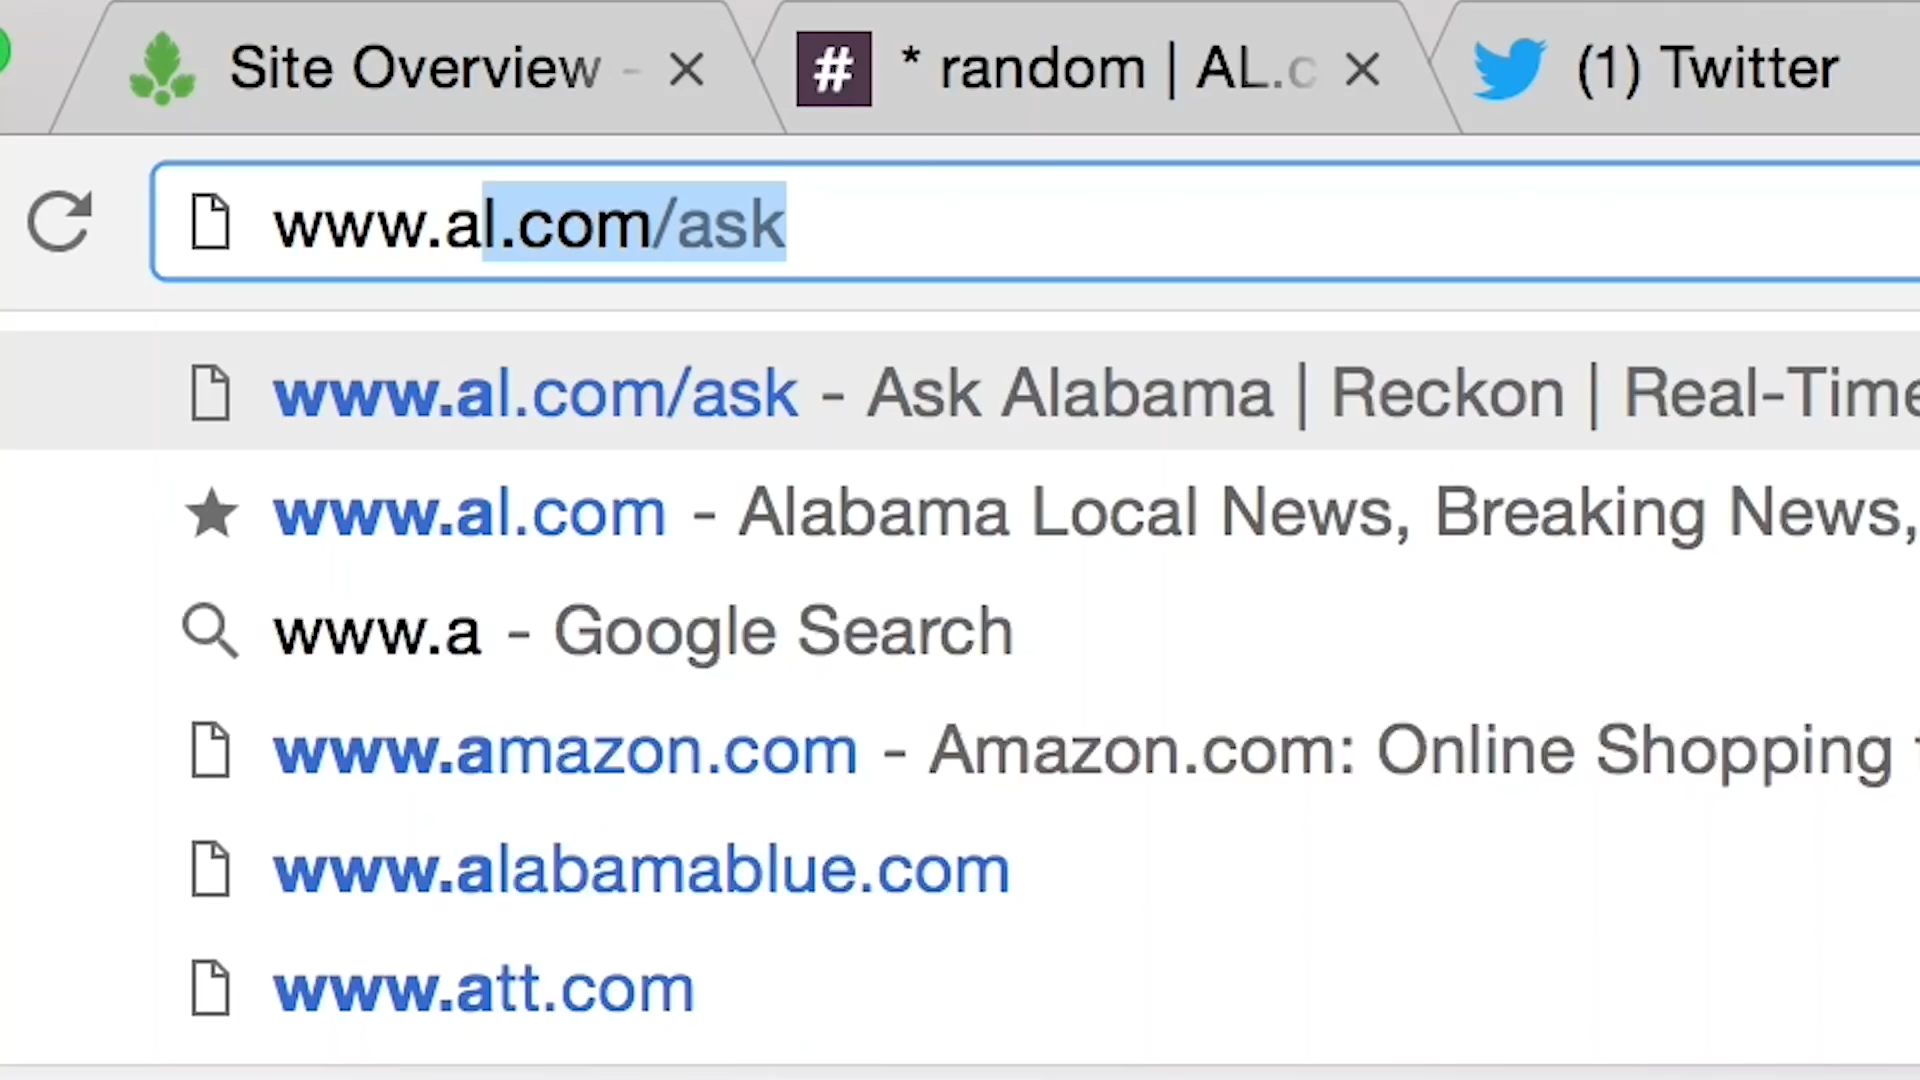 Site Overview -
# * random | AL.c
(1) Twitter
www.al.com/ask
www.al.com/ask - Ask Alabama | Reckon | Real-Time
www.al.com - Alabama Local News, Breaking News,
www.a - Google Search
www.amazon.com - Amazon.com: Online Shopping
www.alabamablue.com
www.att.com